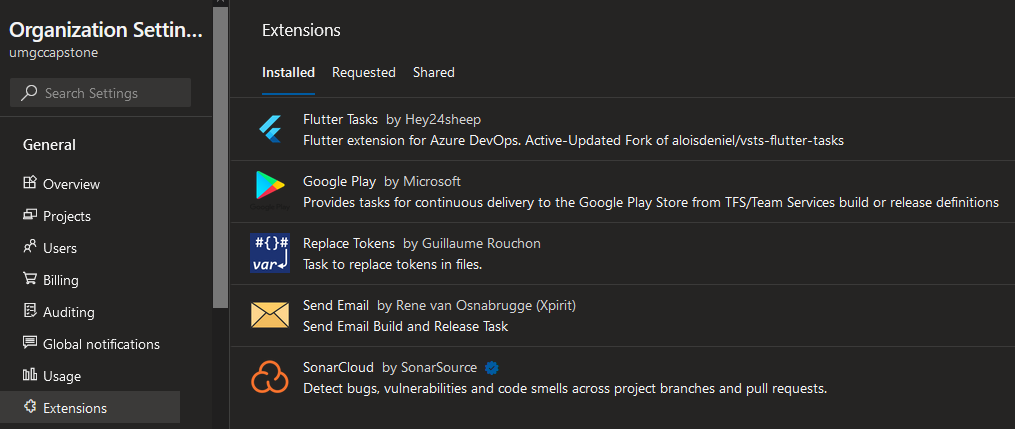 Organization Settin...
umgccapstone
Search Settings
General
Overview
Projects
Users
Billing
Auditing
Global notifications
Usage
Extensions
Extensions
Installed Requested Shared
Flutter Tasks by Hey24sheep
Flutter extension for Azure DevOps. Active-Updated Fork of aloisdeniel/vsts-flutter-tasks
Google Play by Microsoft
Provides tasks for continuous delivery to the Google Play Store from TFS/Team Services build or release definitions
#{}#
var
Replace Tokens by Guillaume Rouchon
Task to replace tokens in files.
Send Email by Rene van Osnabrugge (Xpirit)
Send Email Build and Release Task
SonarCloud by SonarSource
Detect bugs, vulnerabilities and code smells across project branches and pull requests.